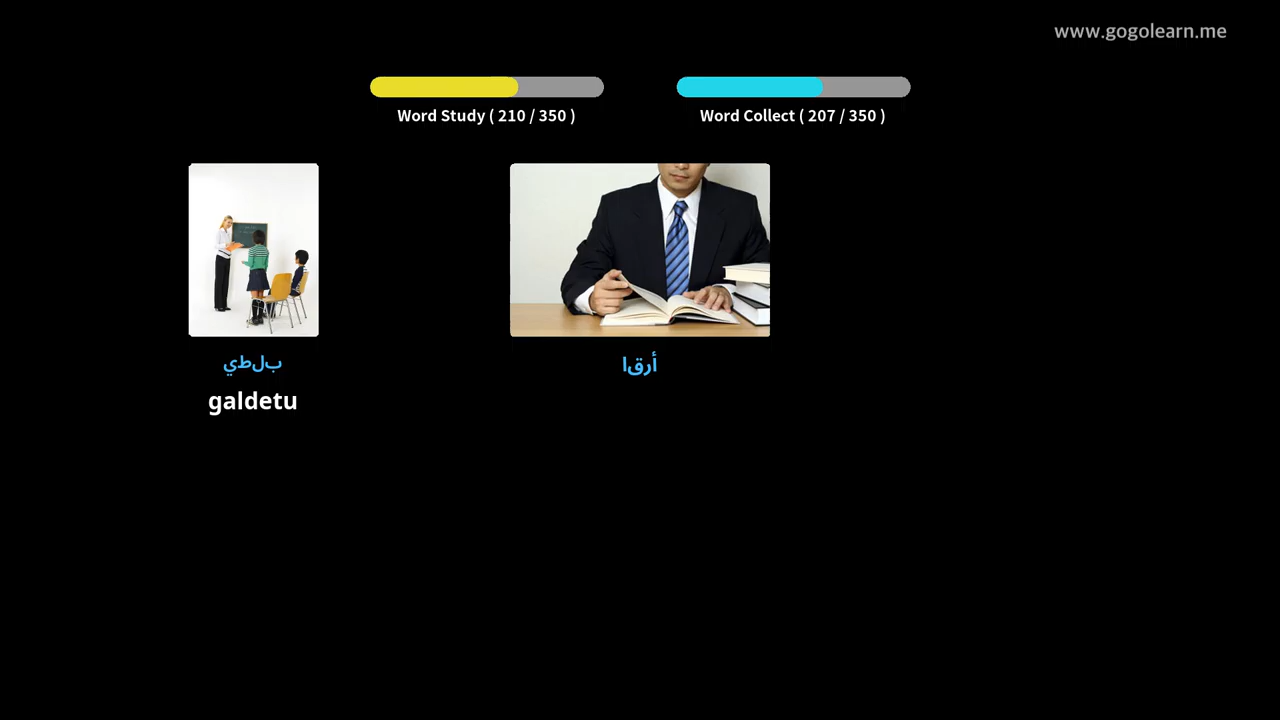 www.gogolearn.me
Word Study ( 210 / 350 )
Word Collect ( 207 / 350 )
بلطي
galdetu
أرقا